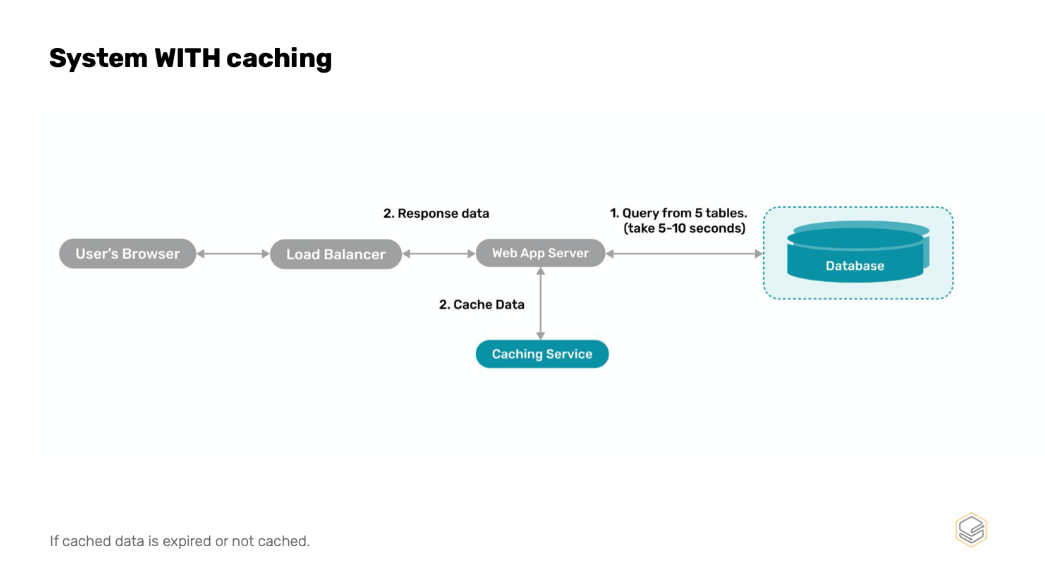 System WITH caching
2. Response data
1. Query from 5 tables.
(take 5-10 seconds)
User's Browser
Load Balancer
Web App Server
Database
2. Cache Data
Caching Service
If cached data is expired or not cached.